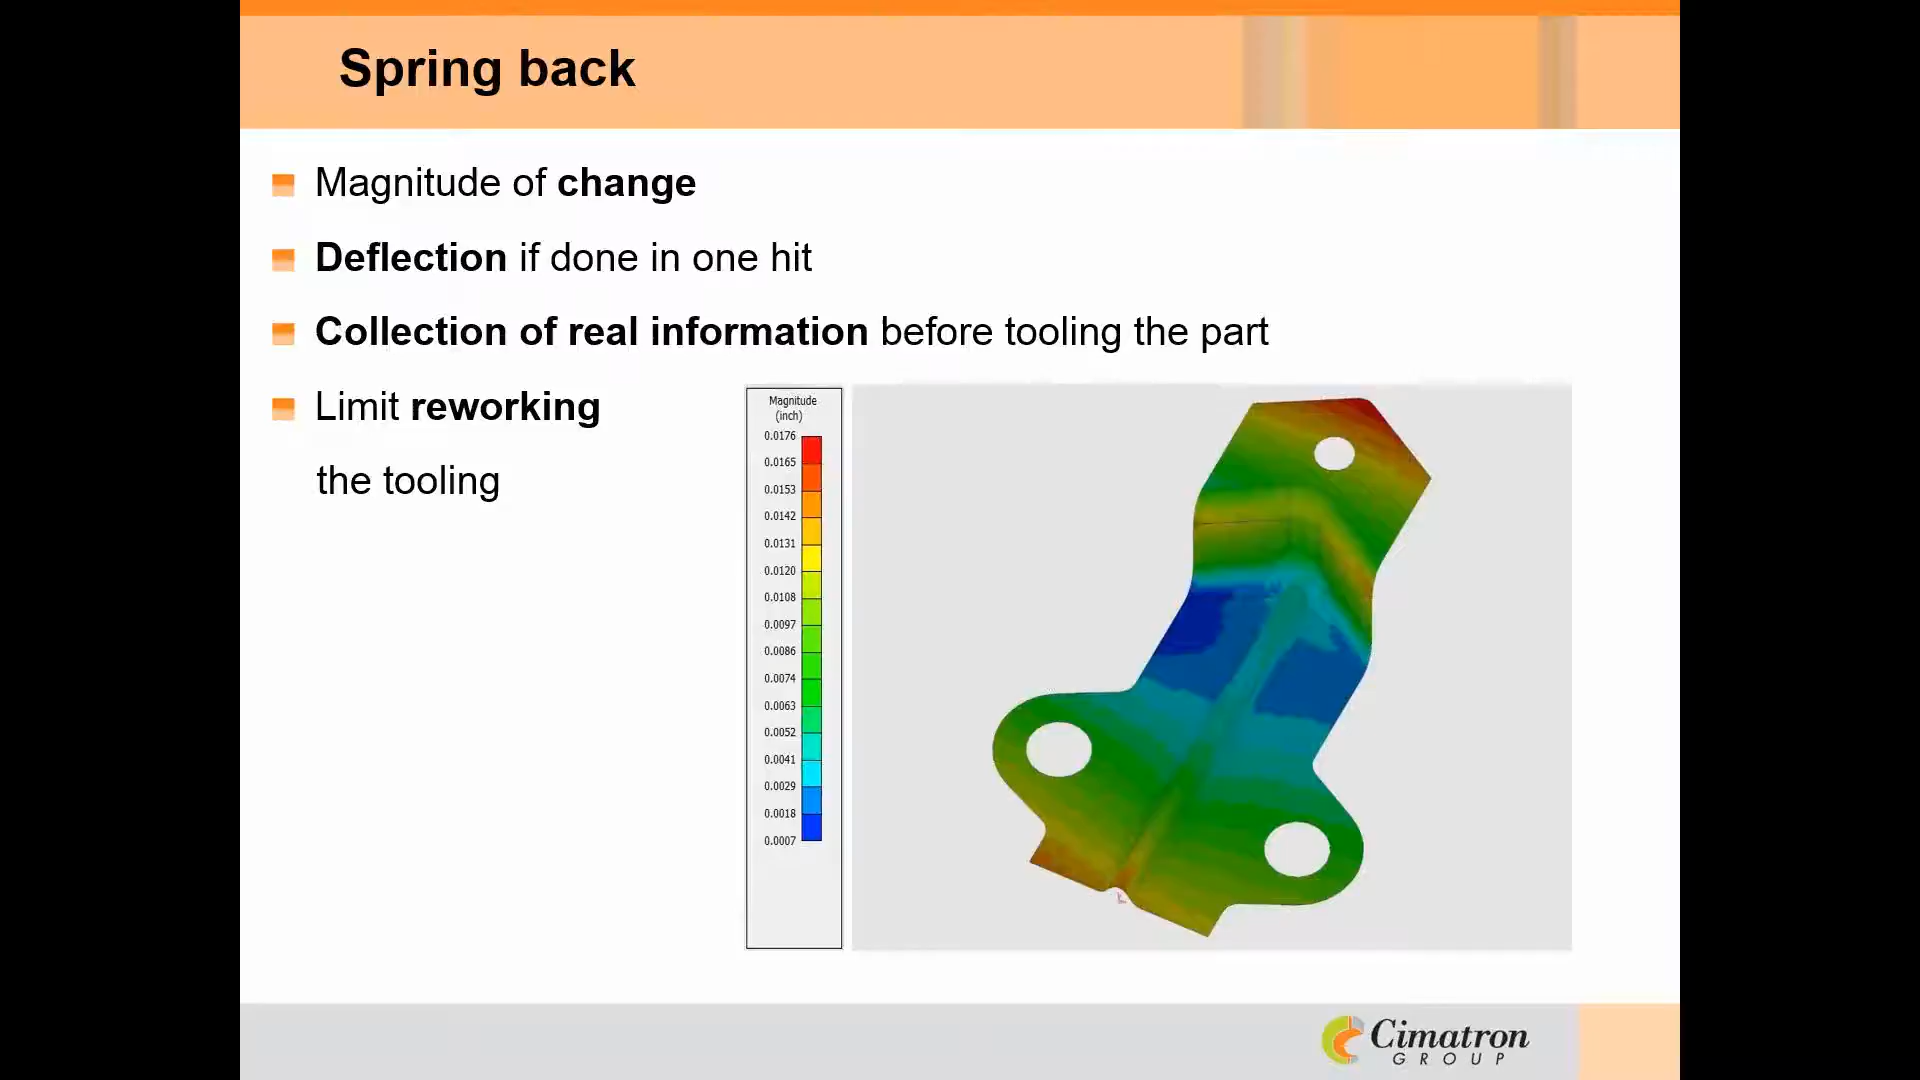 Spring back
Magnitude of change
Deflection if done in one hit
Collection of real information before tooling the part
Limit reworking
the tooling
Magnitude
(inch)
0.0176
0.0165
0.0153
0.0142
0.0131
0.0120
0.0108
0.0097
0.0086
0.0074
0.0063
0.0052
0.0041
0.0029
0.0018
0.0007
Cimatron
GROUP